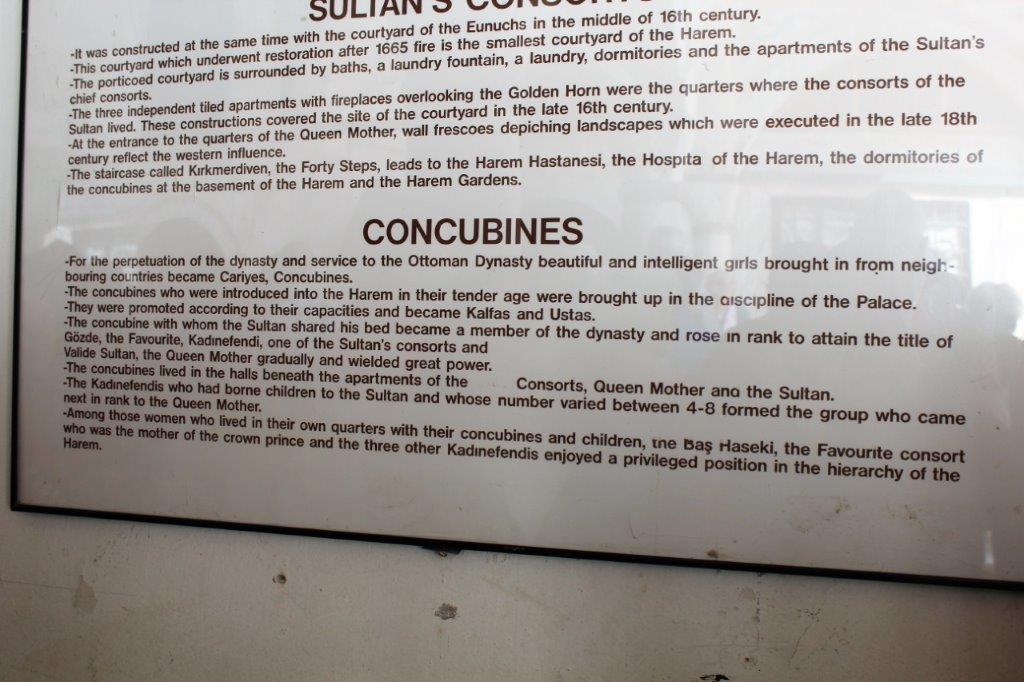 SULTAN'S CONSORTS
-It was constructed at the same time with the courtyard of the Eunuchs in the middle of 16th century.
-This courtyard which underwent restoration after 1665 fire is the smallest courtyard of the Harem.
-The porticoed courtyard is surrounded by baths, a laundry fountain, a laundry, dormitories and the apartments of the Sultan's
chief consorts.
-The three independent tiled apartments with fireplaces overlooking the Golden Horn were the quarters where the consorts of the
Sultan lived. These constructions covered the site of the courtyard in the late 16th century.
-At the entrance to the quarters of the Queen Mother, wall frescoes depiching landscapes which were executed in the late 18th
century reflect the western influence.
-The staircase called Kırkmerdiven, the Forty Steps, leads to the Harem Hastanesi, the Hospıta of the Harem, the dormitories of
the concubines at the basement of the Harem and the Harem Gardens.
CONCUBINES
-For the perpetuation of the dynasty and service to the Ottoman Dynasty beautiful and intelligent gırls brought in from neigh-
bouring countries became Cariyes, Concubines.
-The concubines who were introduced into the Harem in their tender age were brought up in the discipline of the Palace.
-They were promoted according to their capacities and became Kalfas and Ustas.
-The concubine with whom the Sultan shared his bed became a member of the dynasty and rose ın rank to attain the title of
Gözde, the Favourite, Kadınefendi, one of the Sultan's consorts and
Valide Sultan, the Queen Mother gradually and wielded great power.
-The concubines lived in the halls beneath the apartments of the Consorts, Queen Mother and the Sultan.
-The Kadınefendis who had borne children to the Sultan and whose number varied between 4-8 formed the group who came
next in rank to the Queen Mother.
-Among those women who lived in their own quarters with their concubines and children, the Baş Haseki, the Favourıte consort
who was the mother of the crown prince and the three other Kadınefendis enjoyed a privileged position in the hierarchy of the
Harem.